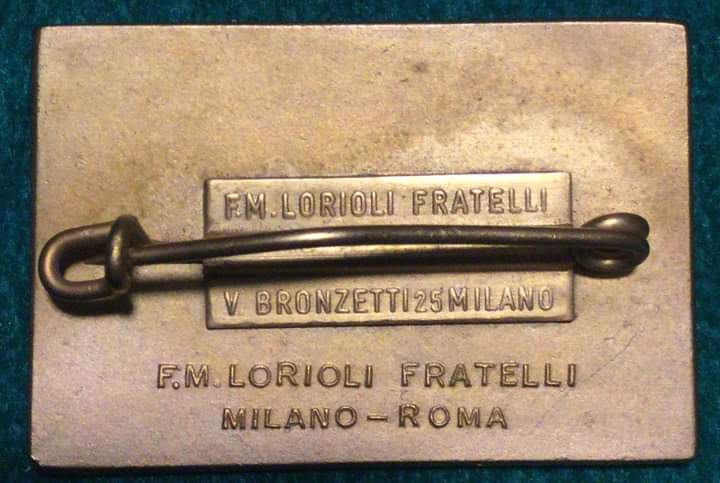 F.M. LORIOLI FRATELLI
V. BRONZETTI 25 MILANO
F.M. LORIOLI FRATELLI
MILANO - ROMA